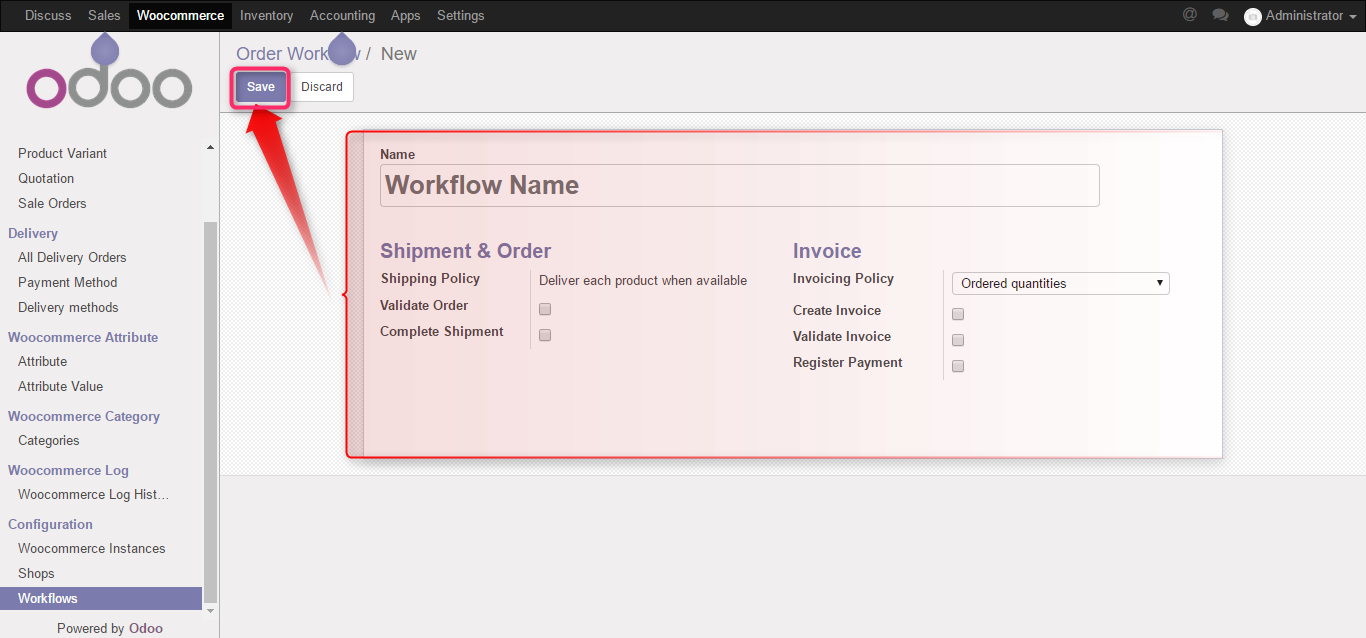 Discuss Sales Woocommerce Inventory Accounting Apps Settings @ Administrator
odoo
Product Variant
Quotation
Sale Orders
Delivery
All Delivery Orders
Payment Method
Delivery methods
Woocommerce Attribute
Attribute
Attribute Value
Woocommerce Category
Categories
Woocommerce Log
Woocommerce Log Hist...
Configuration
Woocommerce Instances
Shops
Workflows
Powered by Odoo
Order / New
Save Discard
Name
Workflow Name
Shipment & Order
Shipping Policy Deliver each product when available
Validate Order
Complete Shipment
Invoice
Invoicing Policy Ordered quantities
Create Invoice
Validate Invoice
Register Payment